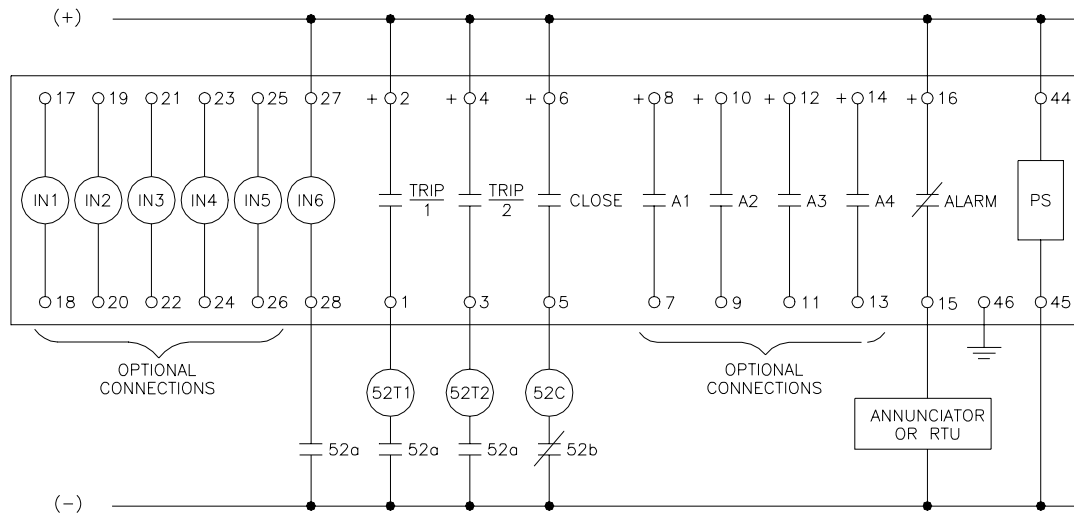 (+)
17 19 21 23 25 27 + 2 + 4 + 6 + 8 + 10 + 12 + 14 + 16 44
IN1 IN2 IN3 IN4 IN5 IN6 TRIP 1 TRIP 2 CLOSE A1 A2 A3 A4 ALARM PS
18 20 22 24 26 28 1 3 5 7 9 11 13 15 46 45
OPTIONAL
CONNECTIONS
52T1 52T2 52C
OPTIONAL
CONNECTIONS
ANNUNCIATOR
OR RTU
52a 52a 52a 52b
(-)